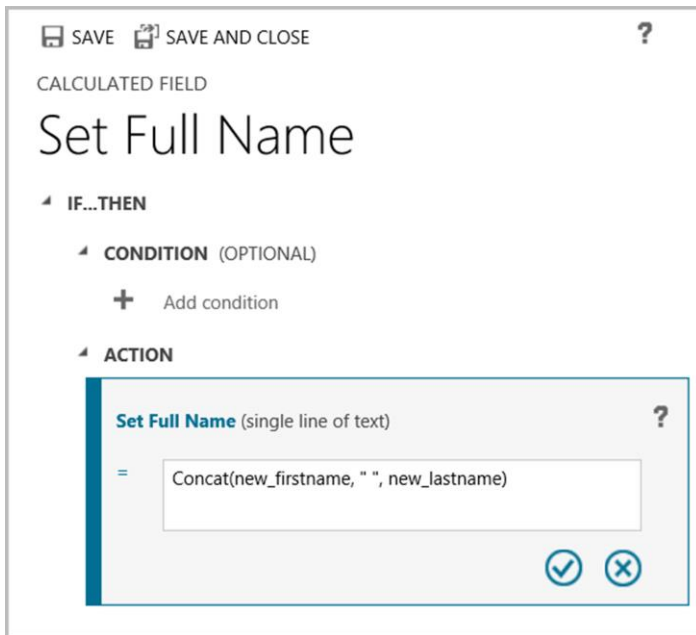 SAVE SAVE AND CLOSE ?
CALCULATED FIELD
Set Full Name
IF...THEN
CONDITION (OPTIONAL)
+ Add condition
ACTION
Set Full Name (single line of text) ?
= Concat(new_firstname, " ", new_lastname)